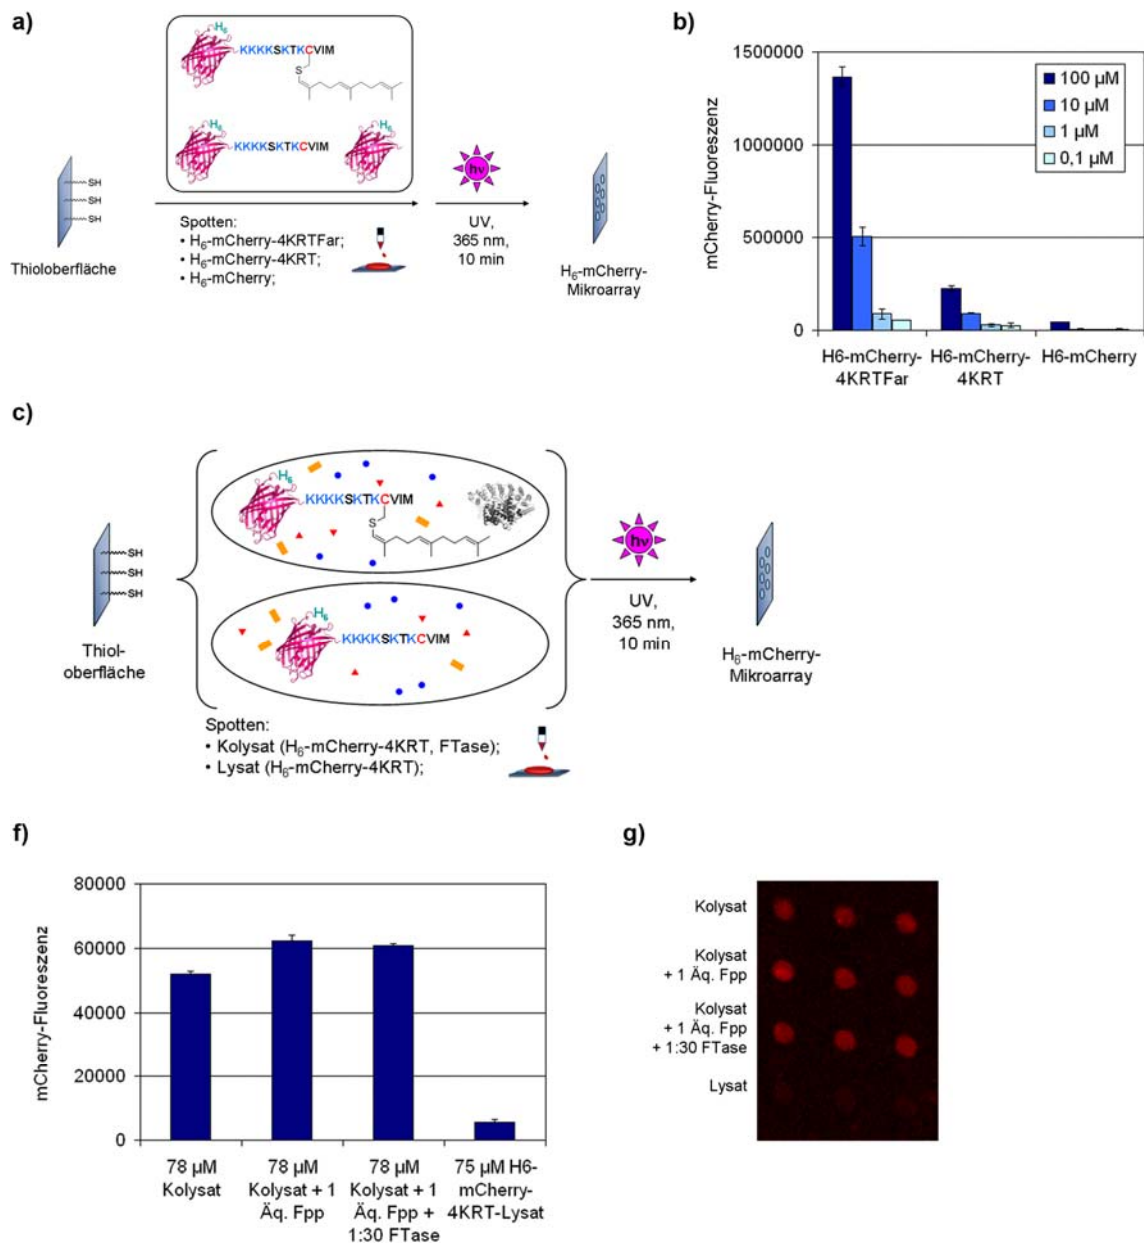 a)
H6
KKKKSKTKCVIM
S
H6
KKKKSKTKCVIM
H6
SH
SH
SH
Thioloberfläche
Spotten:
• H6-mCherry-4KRTFar;
• H6-mCherry-4KRT;
• H6-mCherry;
hν
UV,
365 nm,
10 min
H6-mCherry-
Mikroarray
b)
mCherry-Fluoreszenz
1500000
1000000
500000
0
100 µM
10 µM
1 µM
0,1 µM
H6-mCherry-
4KRTFar
H6-mCherry-
4KRT
H6-mCherry
c)
SH
SH
SH
Thiol-
oberfläche
H6
KKKKSKTKCVIM
S
H6
KKKKSKTKCVIM
Spotten:
• Kolysat (H6-mCherry-4KRT, FTase);
• Lysat (H6-mCherry-4KRT);
hν
UV,
365 nm,
10 min
H6-mCherry-
Mikroarray
f)
mCherry-Fluoreszenz
80000
60000
40000
20000
0
78 µM
Kolysat
78 µM
Kolysat + 1
Äq. Fpp
78 µM
Kolysat + 1
Äq. Fpp +
1:30 FTase
75 µM H6-
mCherry-
4KRT-Lysat
g)
Kolysat
Kolysat
+ 1 Äq. Fpp
Kolysat
+ 1 Äq. Fpp
+ 1:30 FTase
Lysat